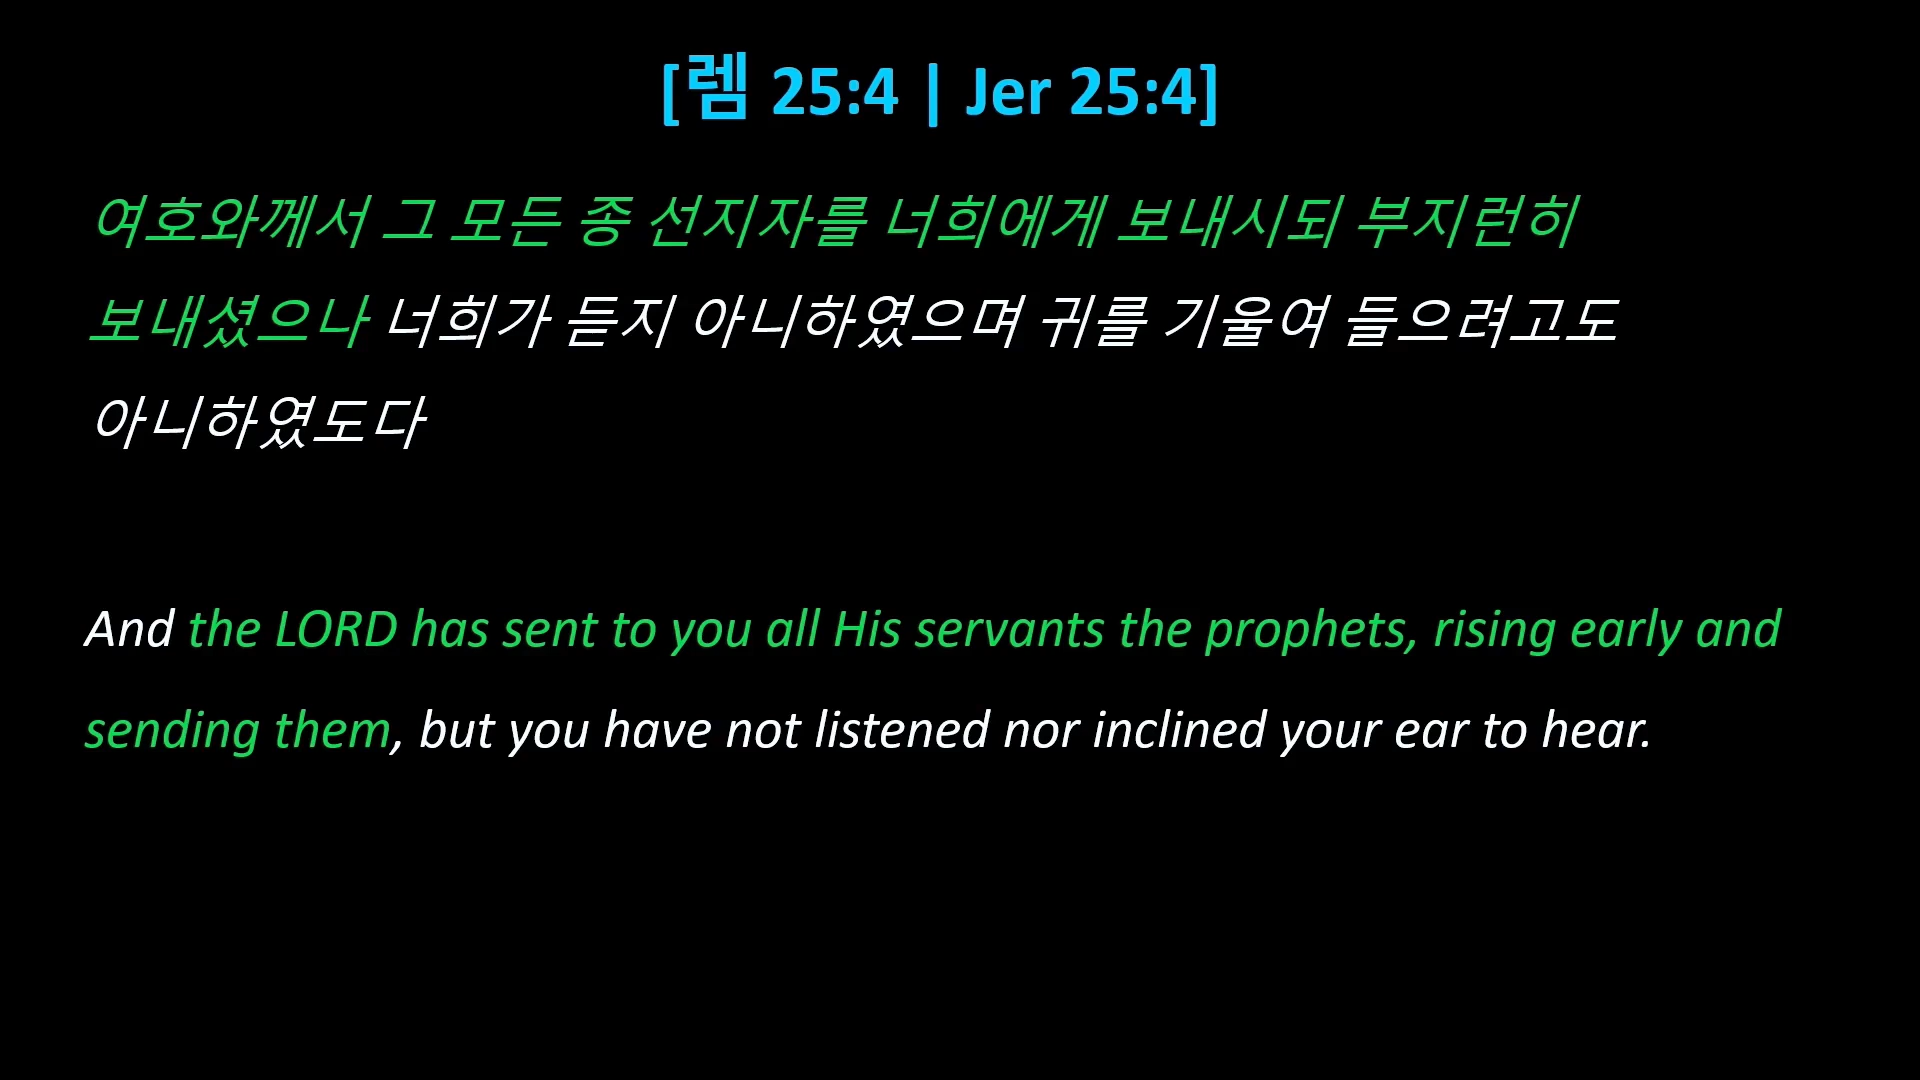 [렘 25:4 | Jer 25:4]
여호와께서 그 모든 종 선지자를 너희에게 보내시되 부지런히
보내셨으나 너희가 듣지 아니하였으며 귀를 기울여 들으려고도
아니하였도다
And the LORD has sent to you all His servants the prophets, rising early and
sending them, but you have not listened nor inclined your ear to hear.